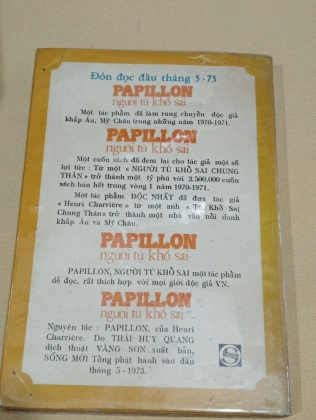 Đón đọc đầu tháng 5-73
PAPILLON
người tù khổ sai
Một tác phẩm đã làm rung chuyển độc giả
khắp Âu, Mỹ Châu trong những năm 1970-1971.
PAPILLON
người tù khổ sai
Một cuốn sách đã đem lại cho tác giả một số
lợi tức : Từ một « NGƯỜI TÙ KHỔ SAI CHUNG
THÂN » trở thành một tỷ phú với 2.500.000 cuốn
sách bán hết trong vòng 1 năm 1970-1971.
Một tác phẩm ĐỘC NHẤT đã đưa tác giả
« Henri Charrière» từ một anh « Tù Khổ Sai
Chung Thân» trở thành một nhà văn nổi danh
khắp Âu và Mỹ Châu.
PAPILLON
người tù khổ sai
PAPILLON, NGƯỜI TÙ KHỔ SAI một tác phẩm
dễ đọc, rất thích hợp với mọi giới độc giả VN.
PAPILLON
người tù khổ sai
Nguyên tác : PAPILLON, của Henri
Charrière. Do THÁI HUY QUANG
dịch thuật VÀNG SON xuất bản,
SỐNG MỚI Tổng phát hành vào đầu
tháng 5-1973.